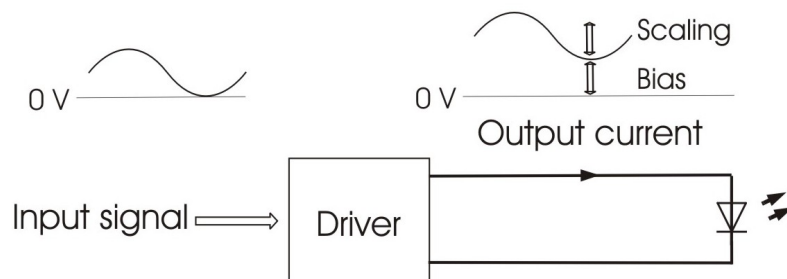 Scaling
0 V
0 V
Bias
Output current
Input signal
Driver